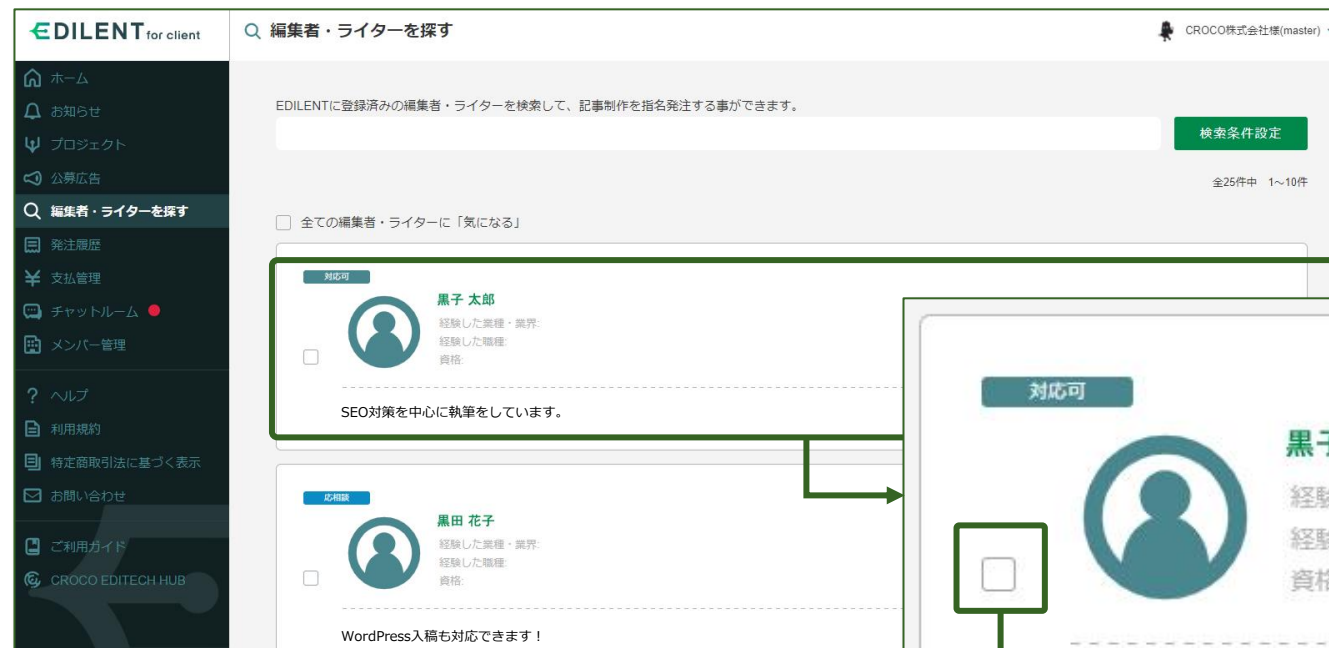 EDILENT for client
編集者・ライターを探す
CROCO株式会社様(master)
ホーム
お知らせ
プロジェクト
公募広告
編集者・ライターを探す
発注履歴
支払管理
チャットルーム
メンバー管理
ヘルプ
利用規約
特定商取引法に基づく表示
お問い合わせ
ご利用ガイド
CROCO EDITECH HUB
EDILENTに登録済みの編集者・ライターを検索して、記事制作を指名発注する事ができます。
検索条件設定
全25件中 1～10件
全ての編集者・ライターに「気になる」
対応可
黒子 太郎
経験した業種・業界:
経験した職種:
資格:
SEO対策を中心に執筆をしています。
応相談
黒田 花子
経験した業種・業界:
経験した職種:
資格:
WordPress入稿も対応できます！
対応可
黒子
経験
経験
資格